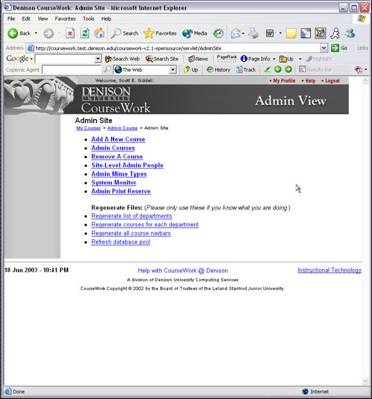 Denison CourseWork: Admin Site - Microsoft Internet Explorer
File Edit View Favorites Tools Help
Back Search Favorites Media
Address http://coursework.test.denison.edu/coursework-v2.1-opensource/servlet/AdminSite Go Links
Google Search Web Search Site News PageRank Page Info Up Highlight
Copernic Agent The Web History Track
Welcome, Scott E. Siddall. My Profile Help Logout
DENISON
UNIVERSITY
CourseWork Admin View
Admin Site
My Courses > Admin Course > Admin Site
Add A New Course
Admin Courses
Remove A Course
Site-Level Admin People
Admin Mime Types
System Monitor
Admin Print Reserve
Regenerate Files: (Please only use these if you know what you are doing.)
Regenerate list of departments
Regenerate courses for each department
Regenerate all course navbars
Refresh database pool
18 Jun 2003 - 10:41 PM Help with CourseWork @ Denison Instructional Technology
A division of Denison University Computing Services
CourseWork Copyright © 2002 by the Board of Trustees of the Leland Stanford Junior University.
Done Internet